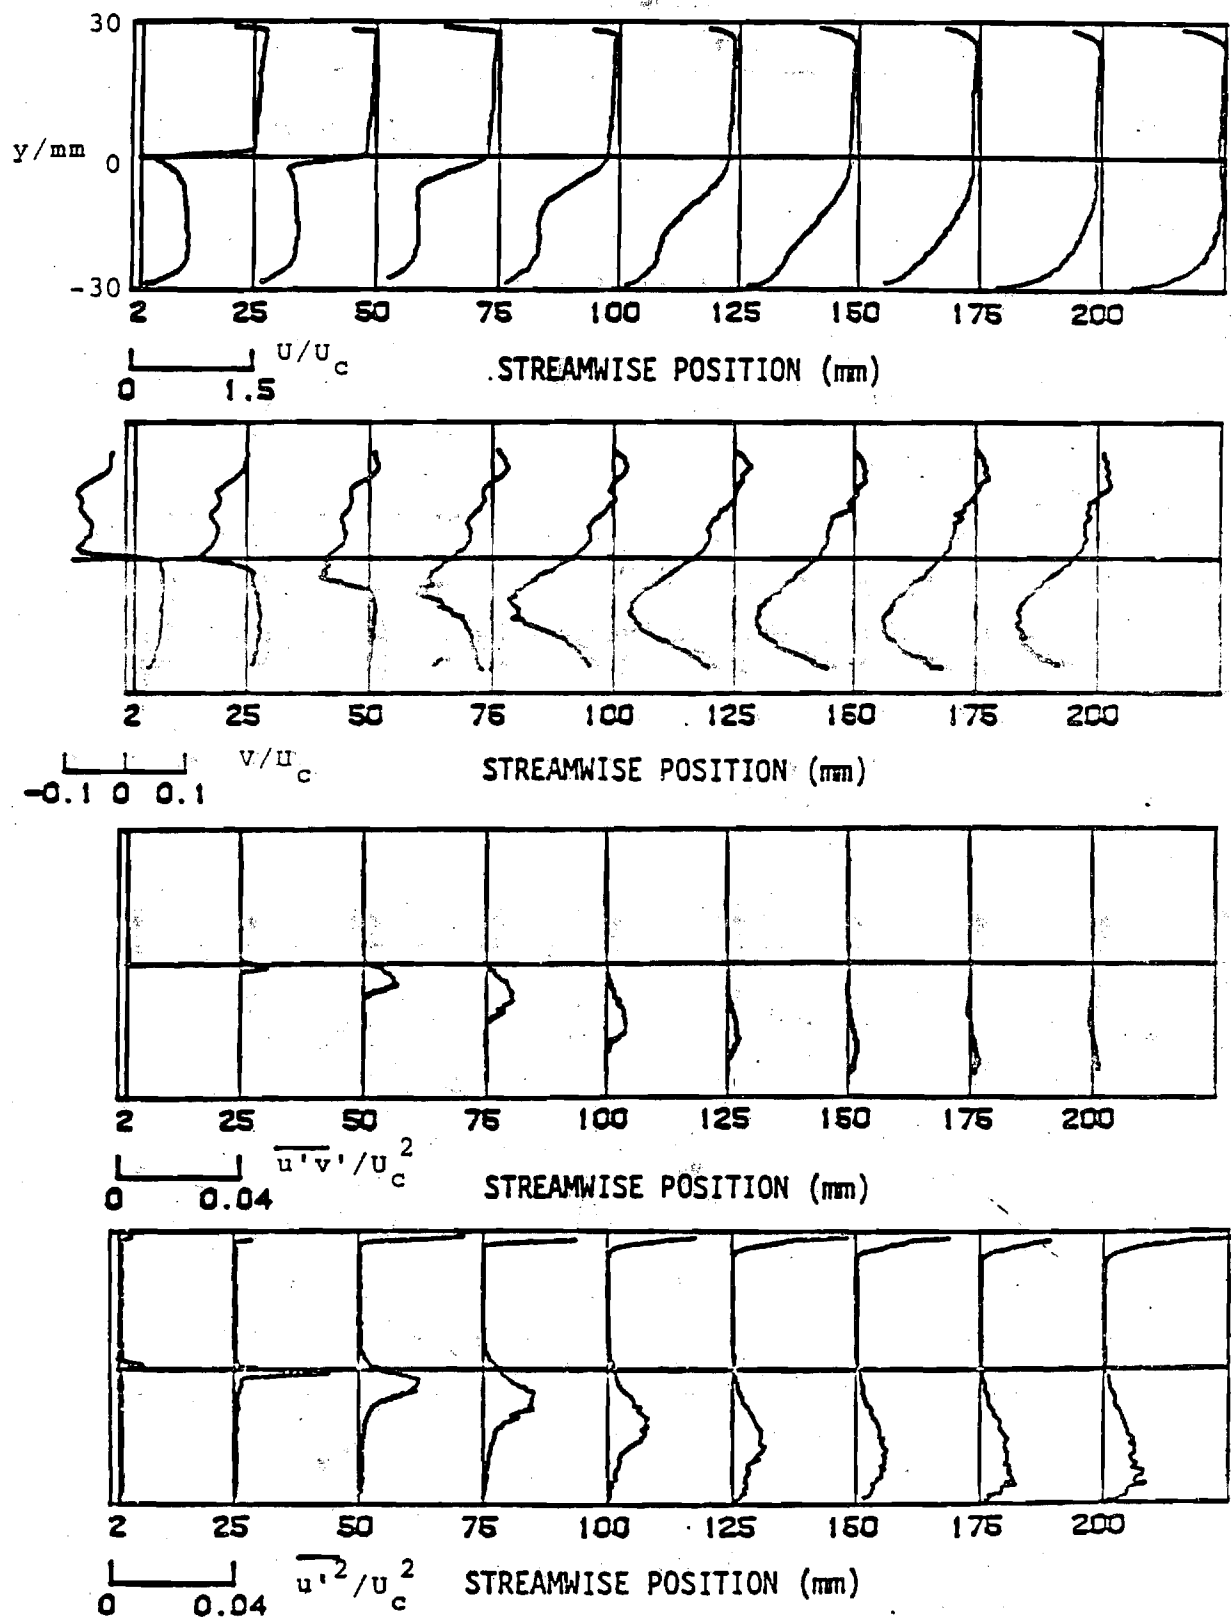 30
y/mm
0
-30
2 25 50 75 100 125 150 175 200
U/U_c
STREAMWISE POSITION (mm)
0 1.5
2 25 50 75 100 125 150 175 200
V/U_c
STREAMWISE POSITION (mm)
-0.1 0 0.1
2 25 50 75 100 125 150 175 200
u'v'/U_c^2
STREAMWISE POSITION (mm)
0 0.04
2 25 50 75 100 125 150 175 200
u'^2/U_c^2
STREAMWISE POSITION (mm)
0 0.04